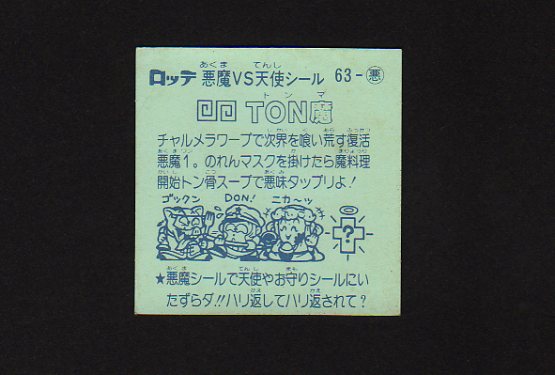 ロッテ 悪魔VS天使シール 63-悪
TON魔
チャルメラワープで次界を喰い荒す復活
悪魔1。のれんマスクを掛けたら魔料理
開始トン骨スープで悪味タップリよ!
ゴックン DON! ニカ〜ッ
?
★悪魔シールで天使やお守りシールにい
たずらダ!!ハリ返してハリ返されて?